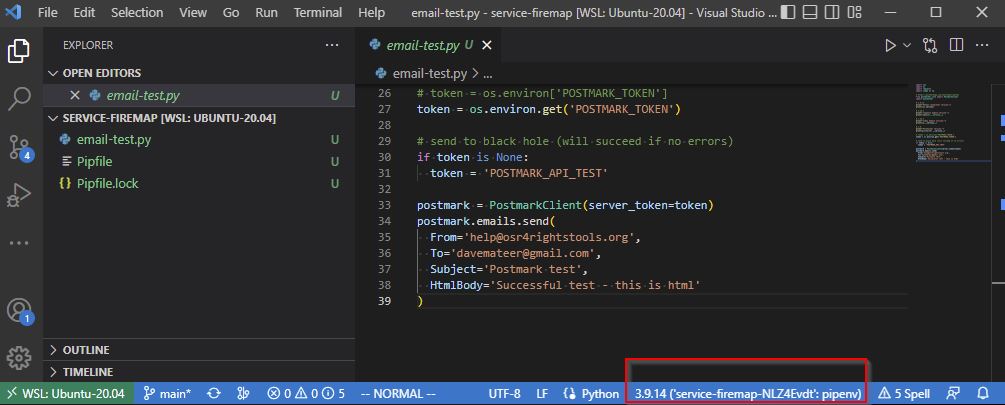 File Edit Selection View Go Run Terminal Help email-test.py - service-firemap [WSL: Ubuntu-20.04] - Visual Studio ...
EXPLORER ...
OPEN EDITORS
email-test.py U
SERVICE-FIREMAP [WSL: UBUNTU-20.04]
email-test.py U
Pipfile U
{} Pipfile.lock U
4
1
OUTLINE
TIMELINE
email-test.py U
email-test.py > ...
26 # token = os.environ['POSTMARK_TOKEN']
27 token = os.environ.get('POSTMARK_TOKEN')
28
29 # send to black hole (will succeed if no errors)
30 if token is None:
31 token = 'POSTMARK_API_TEST'
32
33 postmark = PostmarkClient(server_token=token)
34 postmark.emails.send(
35 From='help@osr4rightstools.org',
36 To='davemateer@gmail.com',
37 Subject='Postmark test',
38 HtmlBody='Successful test - this is html'
39 )
WSL: Ubuntu-20.04 main* 0 0 5 -- NORMAL -- UTF-8 LF Python 3.9.14 ('service-firemap-NLZ4Evdt': pipenv) 5 Spell